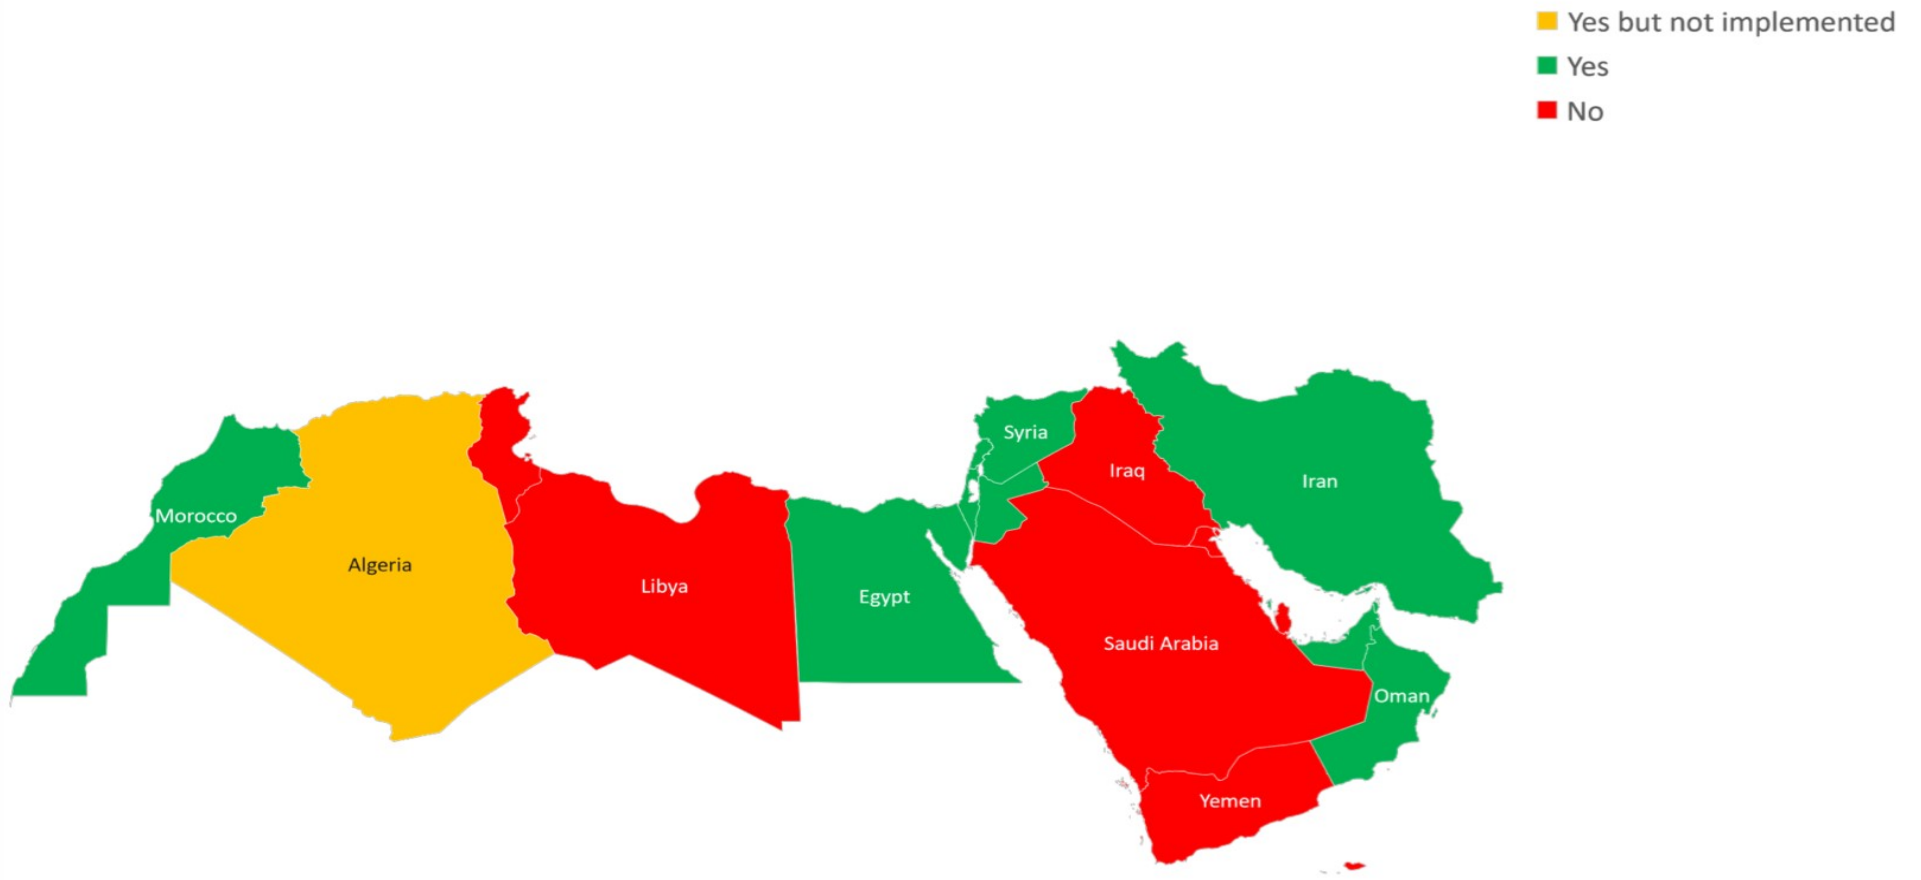 Yes but not implemented
Yes
No
Syria
Iraq
Iran
Morocco
Algeria
Libya
Egypt
Saudi Arabia
Oman
Yemen